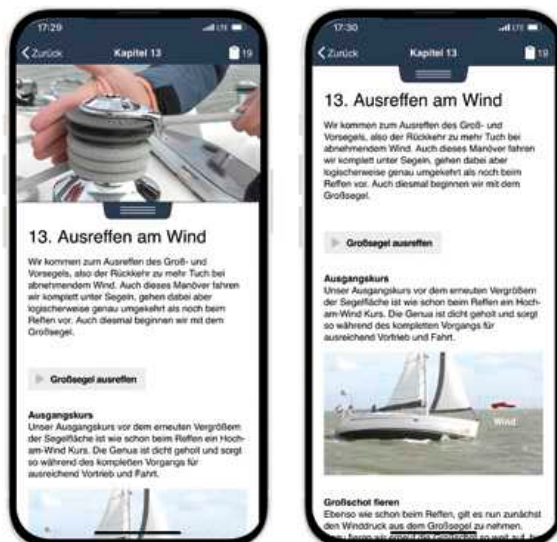 17:29
LTE
Zurück
Kapitel 13
19
13. Ausreffen am Wind
Wir kommen zum Ausreffen des Groß- und
Vorsegels, also der Rückkehr zu mehr Tuch bei
abnehmendem Wind. Auch dieses Manöver fahren
wir komplett unter Segeln, gehen dabei aber
logischerweise genau umgekehrt als noch beim
Reffen vor. Auch diesmal beginnen wir mit dem
Großsegel.
Großsegel ausreffen
Ausgangskurs
Unser Ausgangskurs vor dem erneuten Vergrößern
der Segelfläche ist wie schon beim Reffen ein Hoch-
am-Wind Kurs. Die Genua ist dicht geholt und sorgt
so während des kompletten Vorgangs für
ausreichend Vortrieb und Fahrt.
17:30
LTE
Zurück
Kapitel 13
19
13. Ausreffen am Wind
Wir kommen zum Ausreffen des Groß- und
Vorsegels, also der Rückkehr zu mehr Tuch bei
abnehmendem Wind. Auch dieses Manöver fahren
wir komplett unter Segeln, gehen dabei aber
logischerweise genau umgekehrt als noch beim
Reffen vor. Auch diesmal beginnen wir mit dem
Großsegel.
Großsegel ausreffen
Ausgangskurs
Unser Ausgangskurs vor dem erneuten Vergrößern
der Segelfläche ist wie schon beim Reffen ein Hoch-
am-Wind Kurs. Die Genua ist dicht geholt und sorgt
so während des kompletten Vorgangs für
ausreichend Vortrieb und Fahrt.
Wind
Großschot fieren
Ebenso wie schon beim Reffen, gilt es nun zunächst
den Winddruck aus dem Großsegel zu nehmen.
fieren wir erneut die Großschot so weit auf,